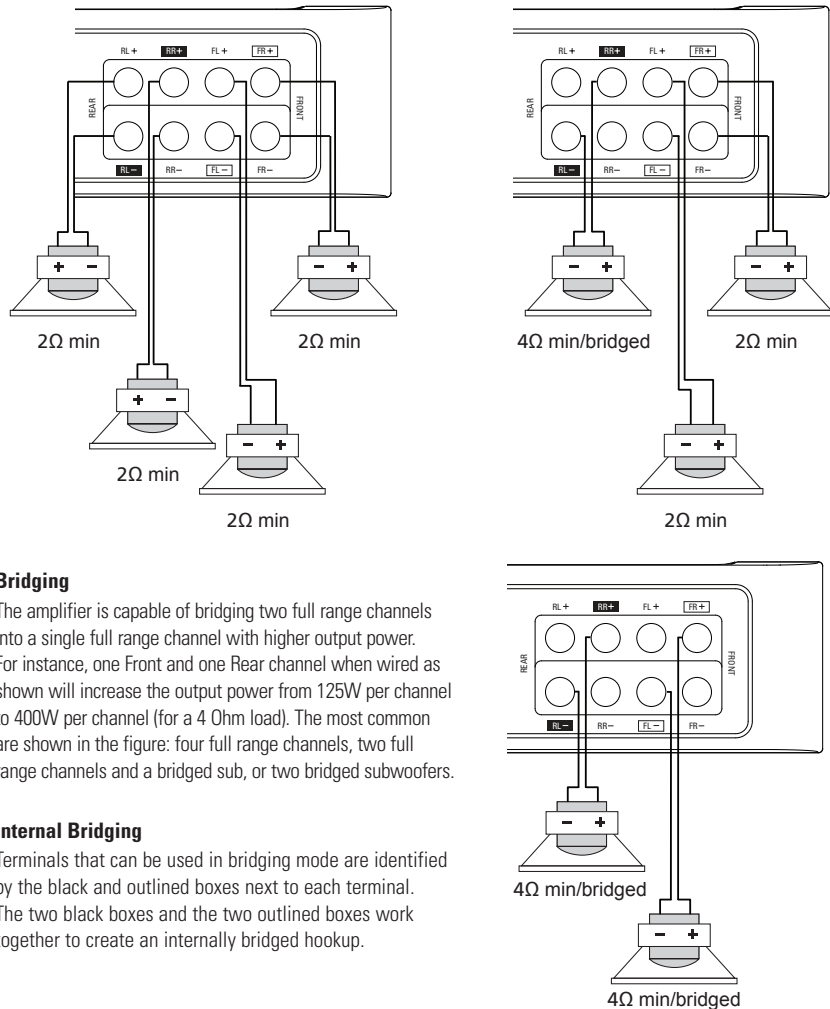 RL + RR+ FL + FR +
REAR
FRONT
RL − RR− FL − FR−
+ −
2Ω min
− +
2Ω min
+ −
2Ω min
− +
2Ω min
RL + RR+ FL + FR +
REAR
FRONT
RL − RR− FL − FR−
− +
4Ω min/bridged
− +
2Ω min
− +
2Ω min
Bridging
The amplifier is capable of bridging two full range channels
into a single full range channel with higher output power.
For instance, one Front and one Rear channel when wired as
shown will increase the output power from 125W per channel
to 400W per channel (for a 4 Ohm load). The most common
are shown in the figure: four full range channels, two full
range channels and a bridged sub, or two bridged subwoofers.
Internal Bridging
Terminals that can be used in bridging mode are identified
by the black and outlined boxes next to each terminal.
The two black boxes and the two outlined boxes work
together to create an internally bridged hookup.
RL + RR+ FL + FR +
REAR
FRONT
RL − RR− FL − FR−
− +
4Ω min/bridged
− +
4Ω min/bridged